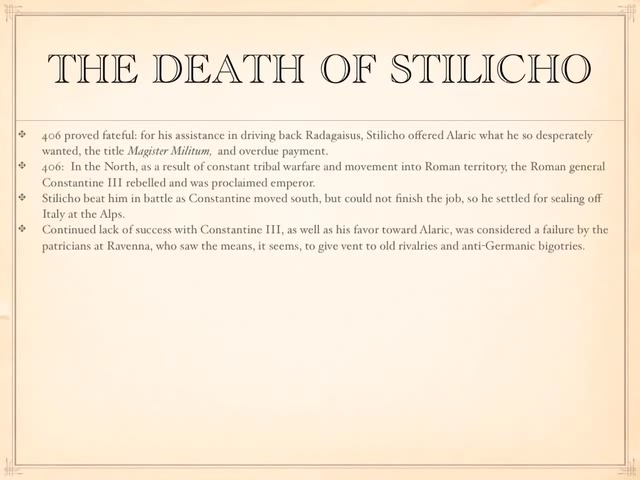 THE DEATH OF STILICHO
406 proved fateful: for his assistance in driving back Radagaisus, Stilicho offered Alaric what he so desperately
wanted, the title Magister Militum, and overdue payment.
406: In the North, as a result of constant tribal warfare and movement into Roman territory, the Roman general
Constantine III rebelled and was proclaimed emperor.
Stilicho beat him in battle as Constantine moved south, but could not finish the job, so he settled for sealing off
Italy at the Alps.
Continued lack of success with Constantine III, as well as his favor toward Alaric, was considered a failure by the
patricians at Ravenna, who saw the means, it seems, to give vent to old rivalries and anti-Germanic bigotries.